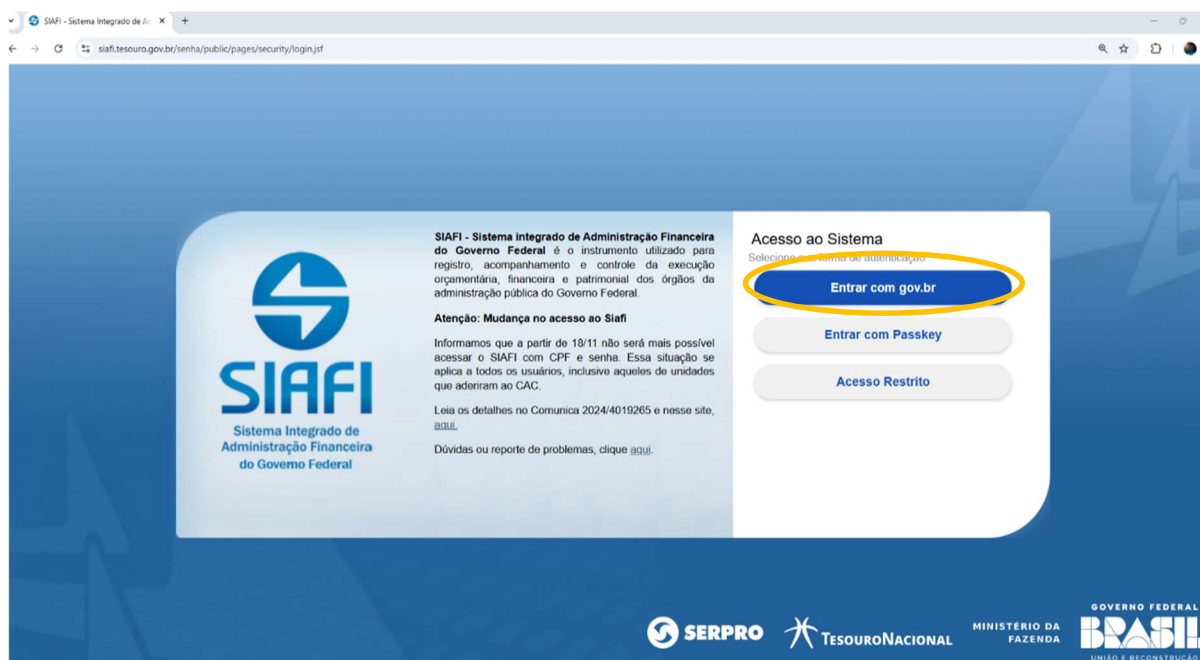 SIAFI - Sistema Integrado de Ad
siafi.tesouro.gov.br/senha/public/pages/security/login.jsf
SIAFI
Sistema Integrado de
Administração Financeira
do Governo Federal
SIAFI - Sistema integrado de Administração Financeira
do Governo Federal é o instrumento utilizado para
registro, acompanhamento e controle da execução
orçamentária, financeira e patrimonial dos órgãos da
administração pública do Governo Federal.
Atenção: Mudança no acesso ao Siafi
Informamos que a partir de 18/11 não será mais possível
acessar o SIAFI com CPF e senha. Essa situação se
aplica a todos os usuários, inclusive aqueles de unidades
que aderiram ao CAC.
Leia os detalhes no Comunica 2024/4019265 e nesse site,
aqui.
Dúvidas ou reporte de problemas, clique aqui.
Acesso ao Sistema
Selecione sua forma de autenticação
Entrar com gov.br
Entrar com Passkey
Acesso Restrito
SERPRO
TESOURONACIONAL
MINISTÉRIO DA
FAZENDA
GOVERNO FEDERAL
BRASIL
UNIÃO E RECONSTRUÇÃO